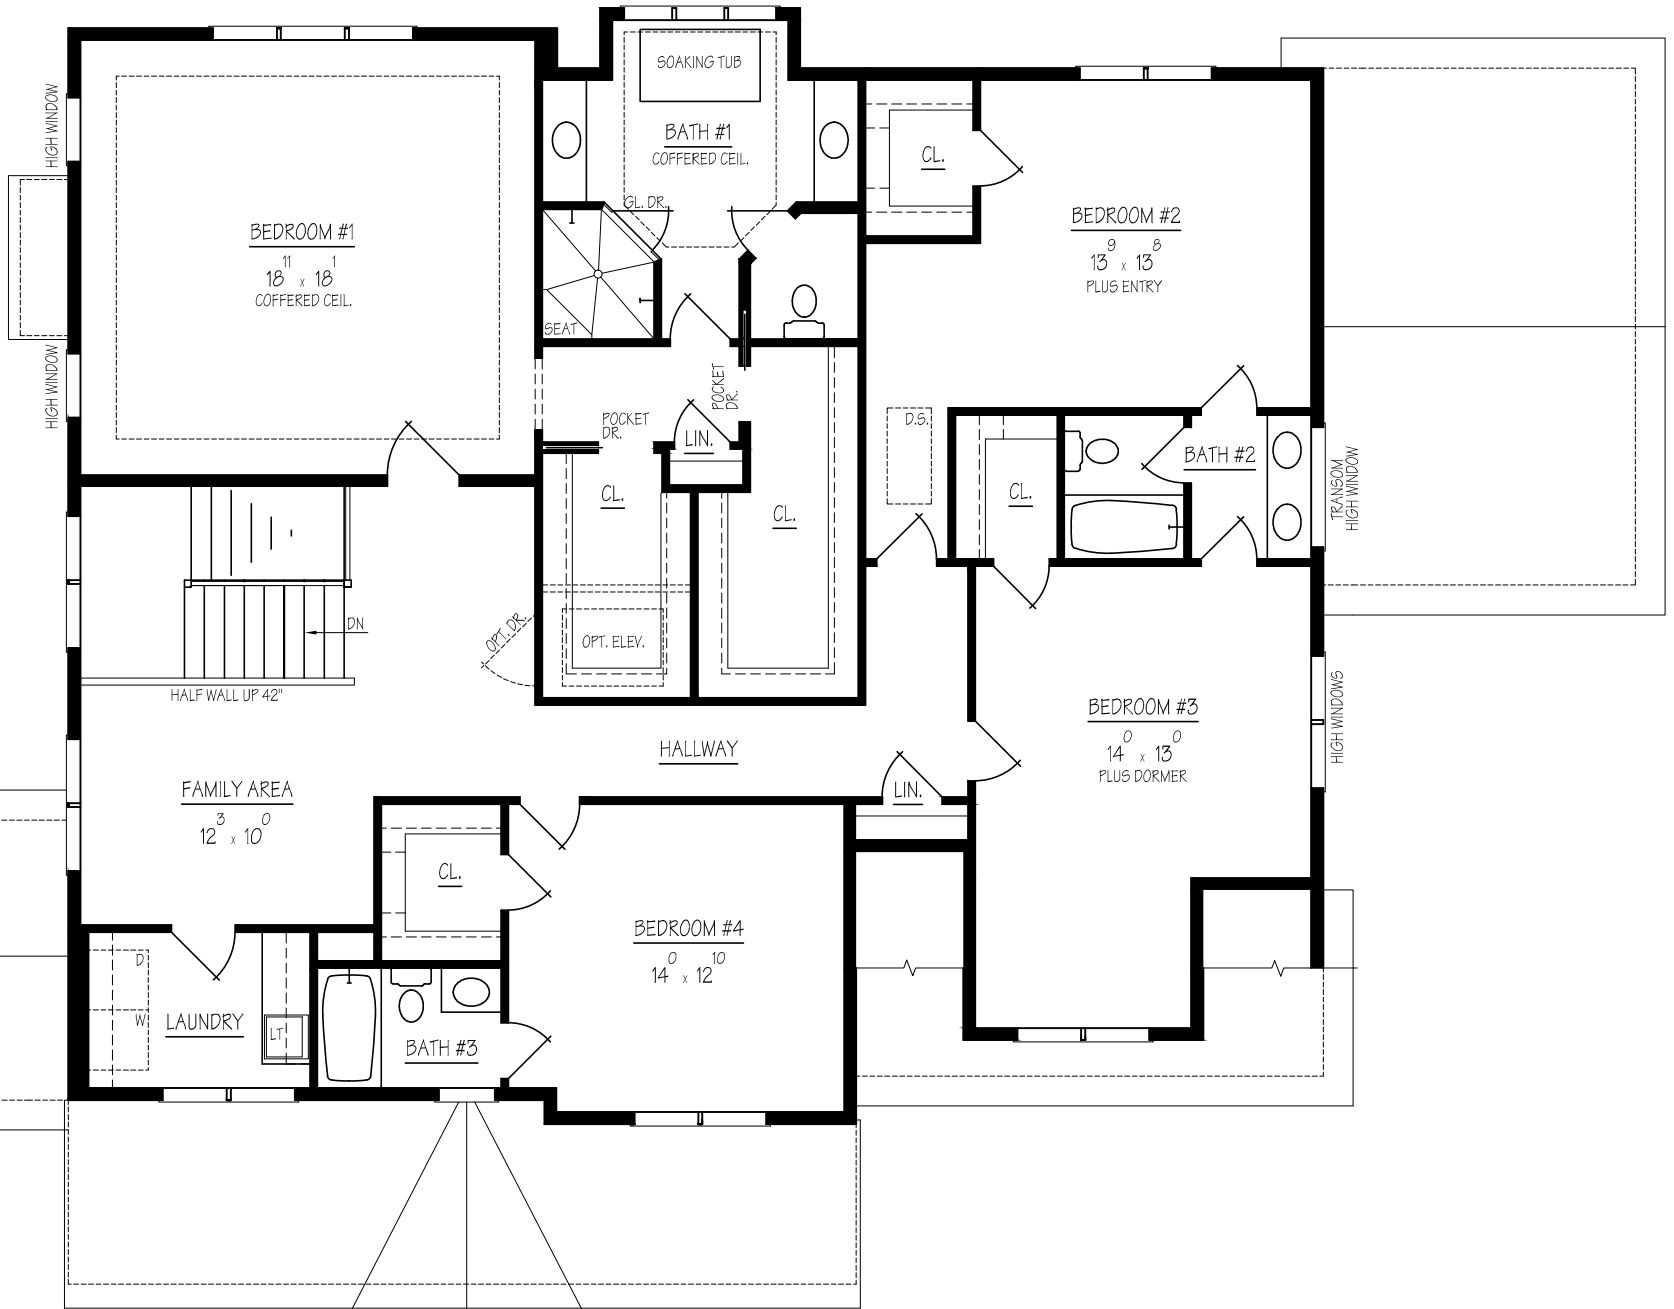 SOAKING TUB
BATH #1
COFFERED CEIL.
HIGH WINDOW
CL.
GL. DR.
BEDROOM #1
18 11 x 18 1
COFFERED CEIL.
BEDROOM #2
13 9 x 13 8
PLUS ENTRY
SEAT
HIGH WINDOW
POCKET
DR.
POCKET
DR.
LIN.
D.S.
BATH #2
TRANSOM
HIGH WINDOW
CL.
CL.
CL.
DN
OPT. DR.
OPT. ELEV.
HALF WALL UP 42"
HALLWAY
BEDROOM #3
14 0 x 13 0
PLUS DORMER
HIGH WINDOWS
FAMILY AREA
12 3 x 10 0
LIN.
CL.
BEDROOM #4
14 0 x 12 10
D
W
LAUNDRY
LT
BATH #3